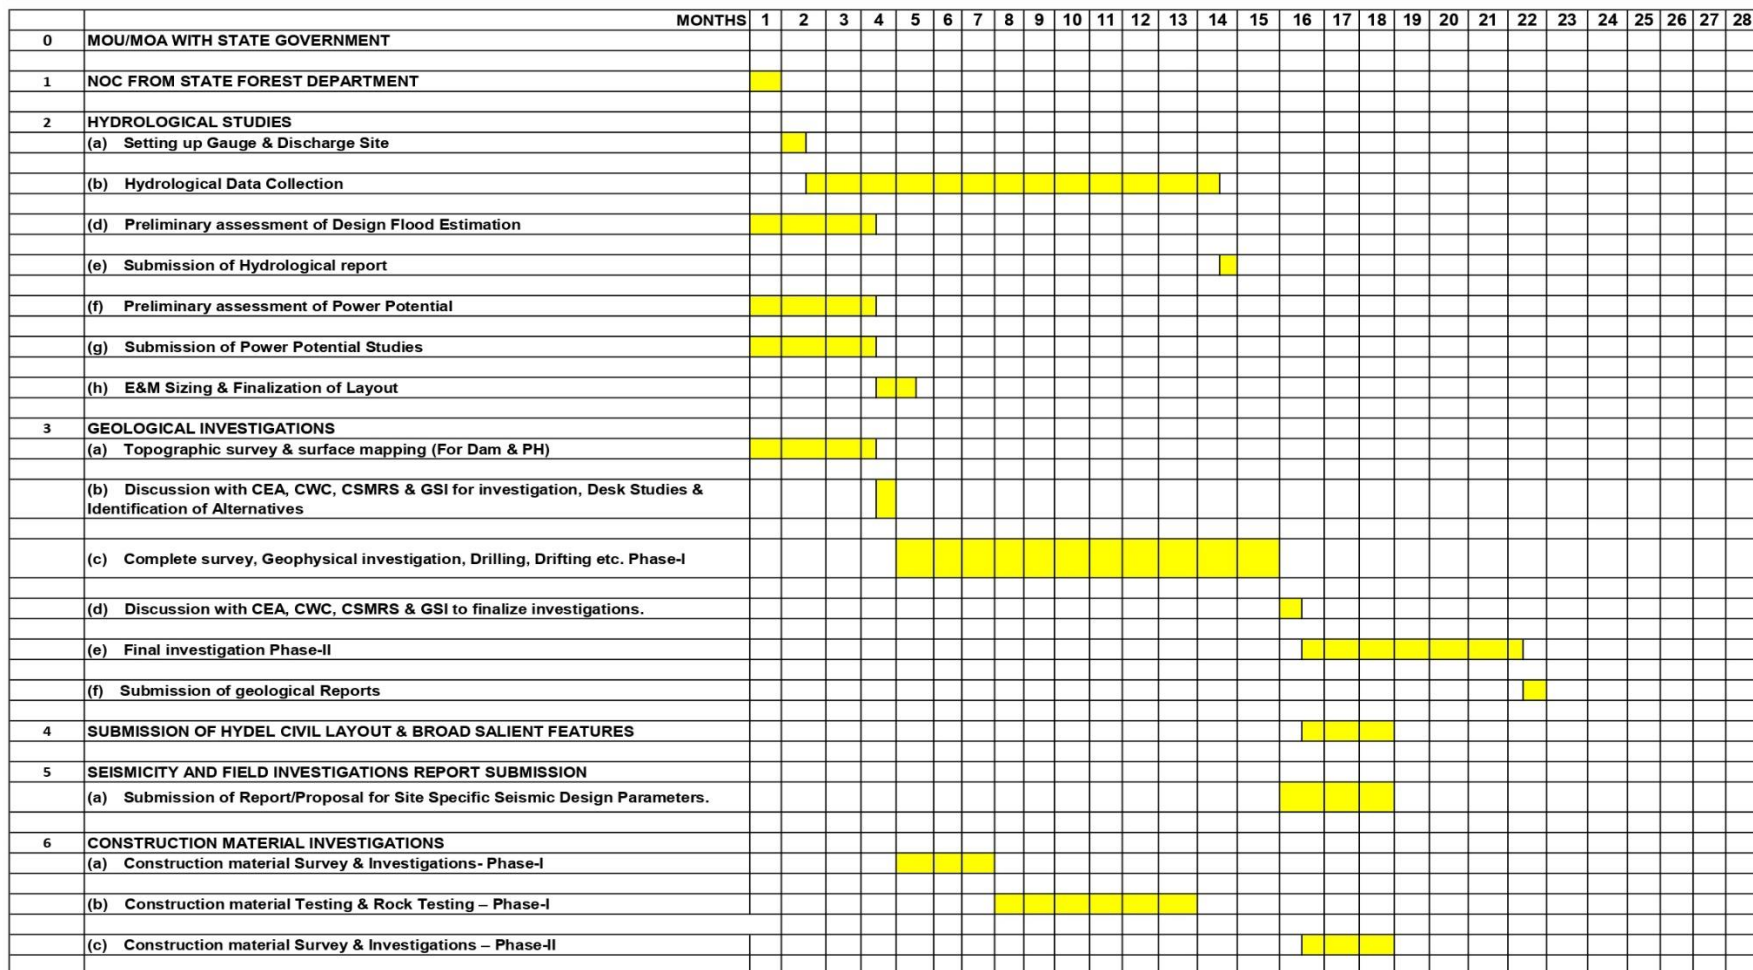 MONTHS 1 2 3 4 5 6 7 8 9 10 11 12 13 14 15 16 17 18 19 20 21 22 23 24 25 26 27 28
0 MOU/MOA WITH STATE GOVERNMENT
1 NOC FROM STATE FOREST DEPARTMENT
2 HYDROLOGICAL STUDIES
(a) Setting up Gauge & Discharge Site
(b) Hydrological Data Collection
(d) Preliminary assessment of Design Flood Estimation
(e) Submission of Hydrological report
(f) Preliminary assessment of Power Potential
(g) Submission of Power Potential Studies
(h) E&M Sizing & Finalization of Layout
3 GEOLOGICAL INVESTIGATIONS
(a) Topographic survey & surface mapping (For Dam & PH)
(b) Discussion with CEA, CWC, CSMRS & GSI for investigation, Desk Studies &
Identification of Alternatives
(c) Complete survey, Geophysical investigation, Drilling, Drifting etc. Phase-I
(d) Discussion with CEA, CWC, CSMRS & GSI to finalize investigations.
(e) Final investigation Phase-II
(f) Submission of geological Reports
4 SUBMISSION OF HYDEL CIVIL LAYOUT & BROAD SALIENT FEATURES
5 SEISMICITY AND FIELD INVESTIGATIONS REPORT SUBMISSION
(a) Submission of Report/Proposal for Site Specific Seismic Design Parameters.
6 CONSTRUCTION MATERIAL INVESTIGATIONS
(a) Construction material Survey & Investigations- Phase-I
(b) Construction material Testing & Rock Testing – Phase-I
(c) Construction material Survey & Investigations – Phase-II